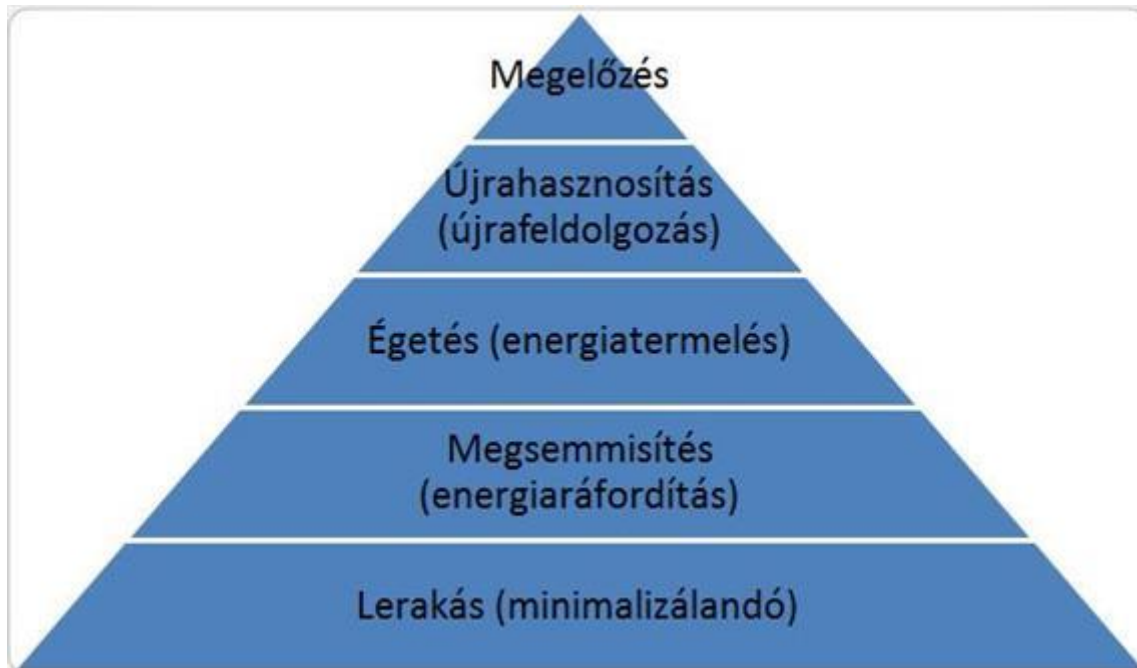 Megelőzés
Újrahasznosítás
(újrafeldolgozás)
Égetés (energiatermelés)
Megsemmisítés
(energiaráfordítás)
Lerakás (minimalizálandó)